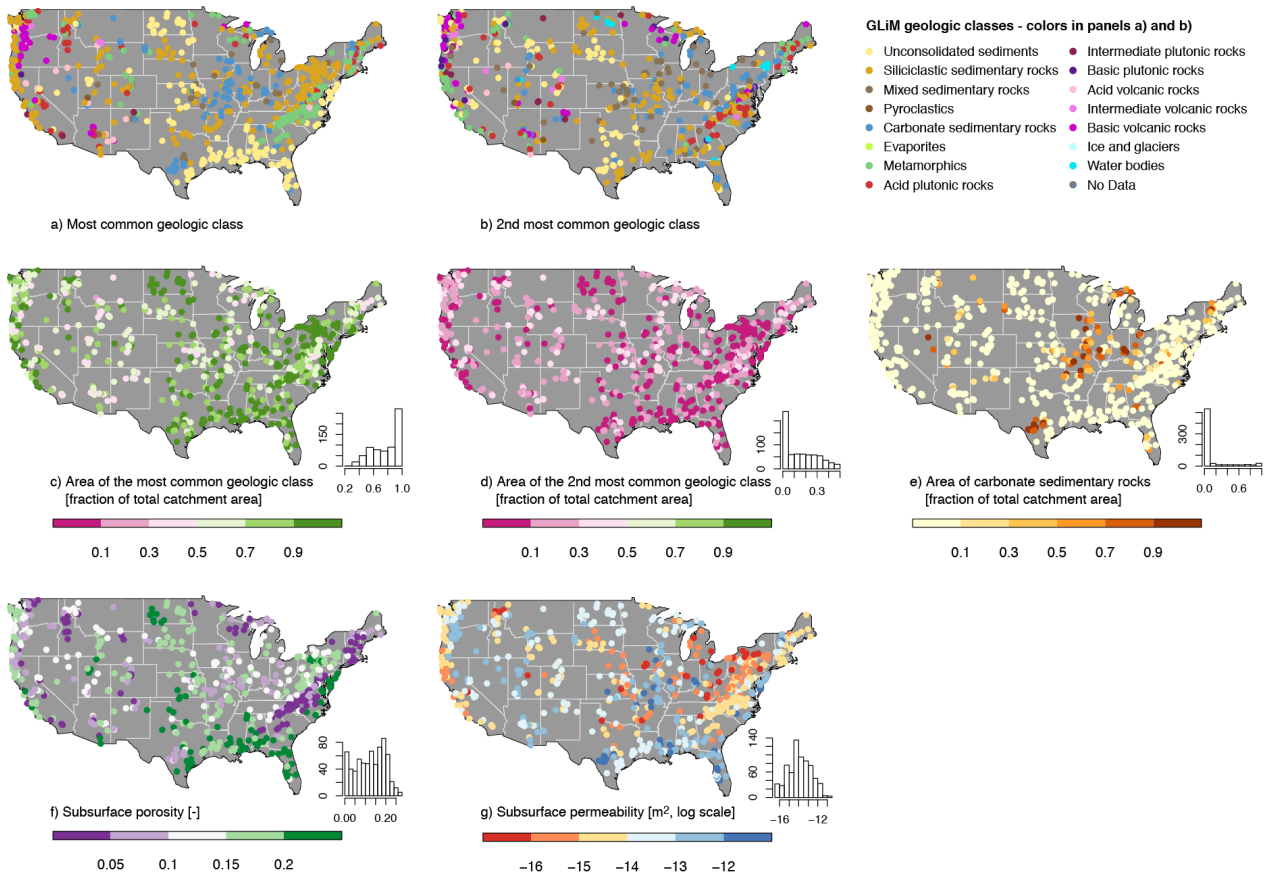 GLiM geologic classes - colors in panels a) and b)
Unconsolidated sediments
Siliciclastic sedimentary rocks
Mixed sedimentary rocks
Pyroclastics
Carbonate sedimentary rocks
Evaporites
Metamorphics
Acid plutonic rocks
Intermediate plutonic rocks
Basic plutonic rocks
Acid volcanic rocks
Intermediate volcanic rocks
Basic volcanic rocks
Ice and glaciers
Water bodies
No Data
a) Most common geologic class
b) 2nd most common geologic class
0 150
0.2 0.6 1.0
c) Area of the most common geologic class
[fraction of total catchment area]
0.1 0.3 0.5 0.7 0.9
0 100
0.0 0.3
d) Area of the 2nd most common geologic class
[fraction of total catchment area]
0.1 0.3 0.5 0.7 0.9
0 300
0.0 0.6
e) Area of carbonate sedimentary rocks
[fraction of total catchment area]
0.1 0.3 0.5 0.7 0.9
0 40 80
0.00 0.20
f) Subsurface porosity [-]
0.05 0.1 0.15 0.2
0 60 140
−16 −12
g) Subsurface permeability [m², log scale]
−16 −15 −14 −13 −12